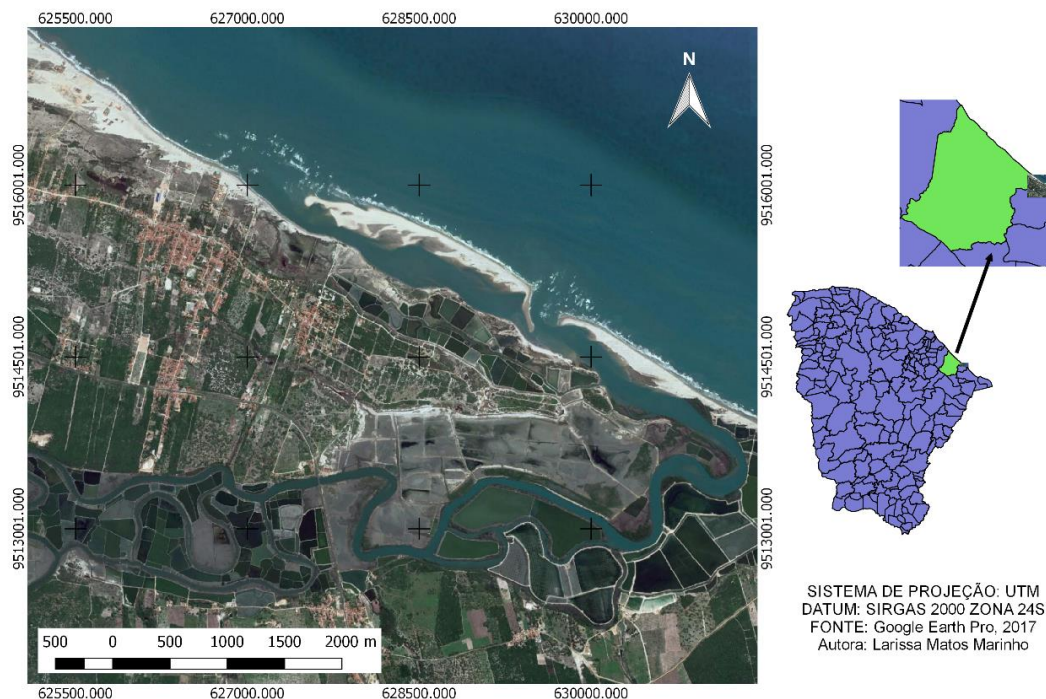 625500.000 627000.000 628500.000 630000.000
N
9516001.000 9516001.000
9514501.000 9514501.000
9513001.000 9513001.000
500 0 500 1000 1500 2000 m
625500.000 627000.000 628500.000 630000.000
SISTEMA DE PROJEÇÃO: UTM
DATUM: SIRGAS 2000 ZONA 24S
FONTE: Google Earth Pro, 2017
Autora: Larissa Matos Marinho